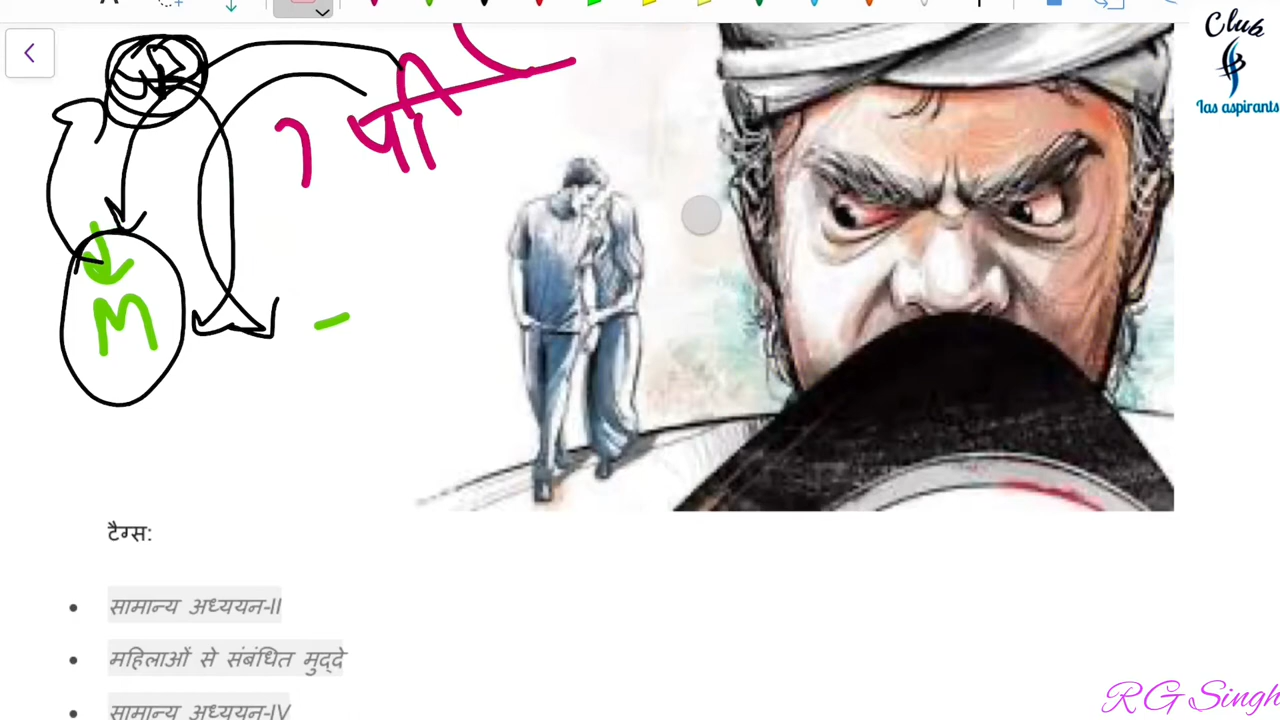 Club
Ias aspirants
M
टैग्स:
सामान्य अध्ययन-II
महिलाओं से संबंधित मुद्दे
सामान्य अध्ययन-IV
RG Singh